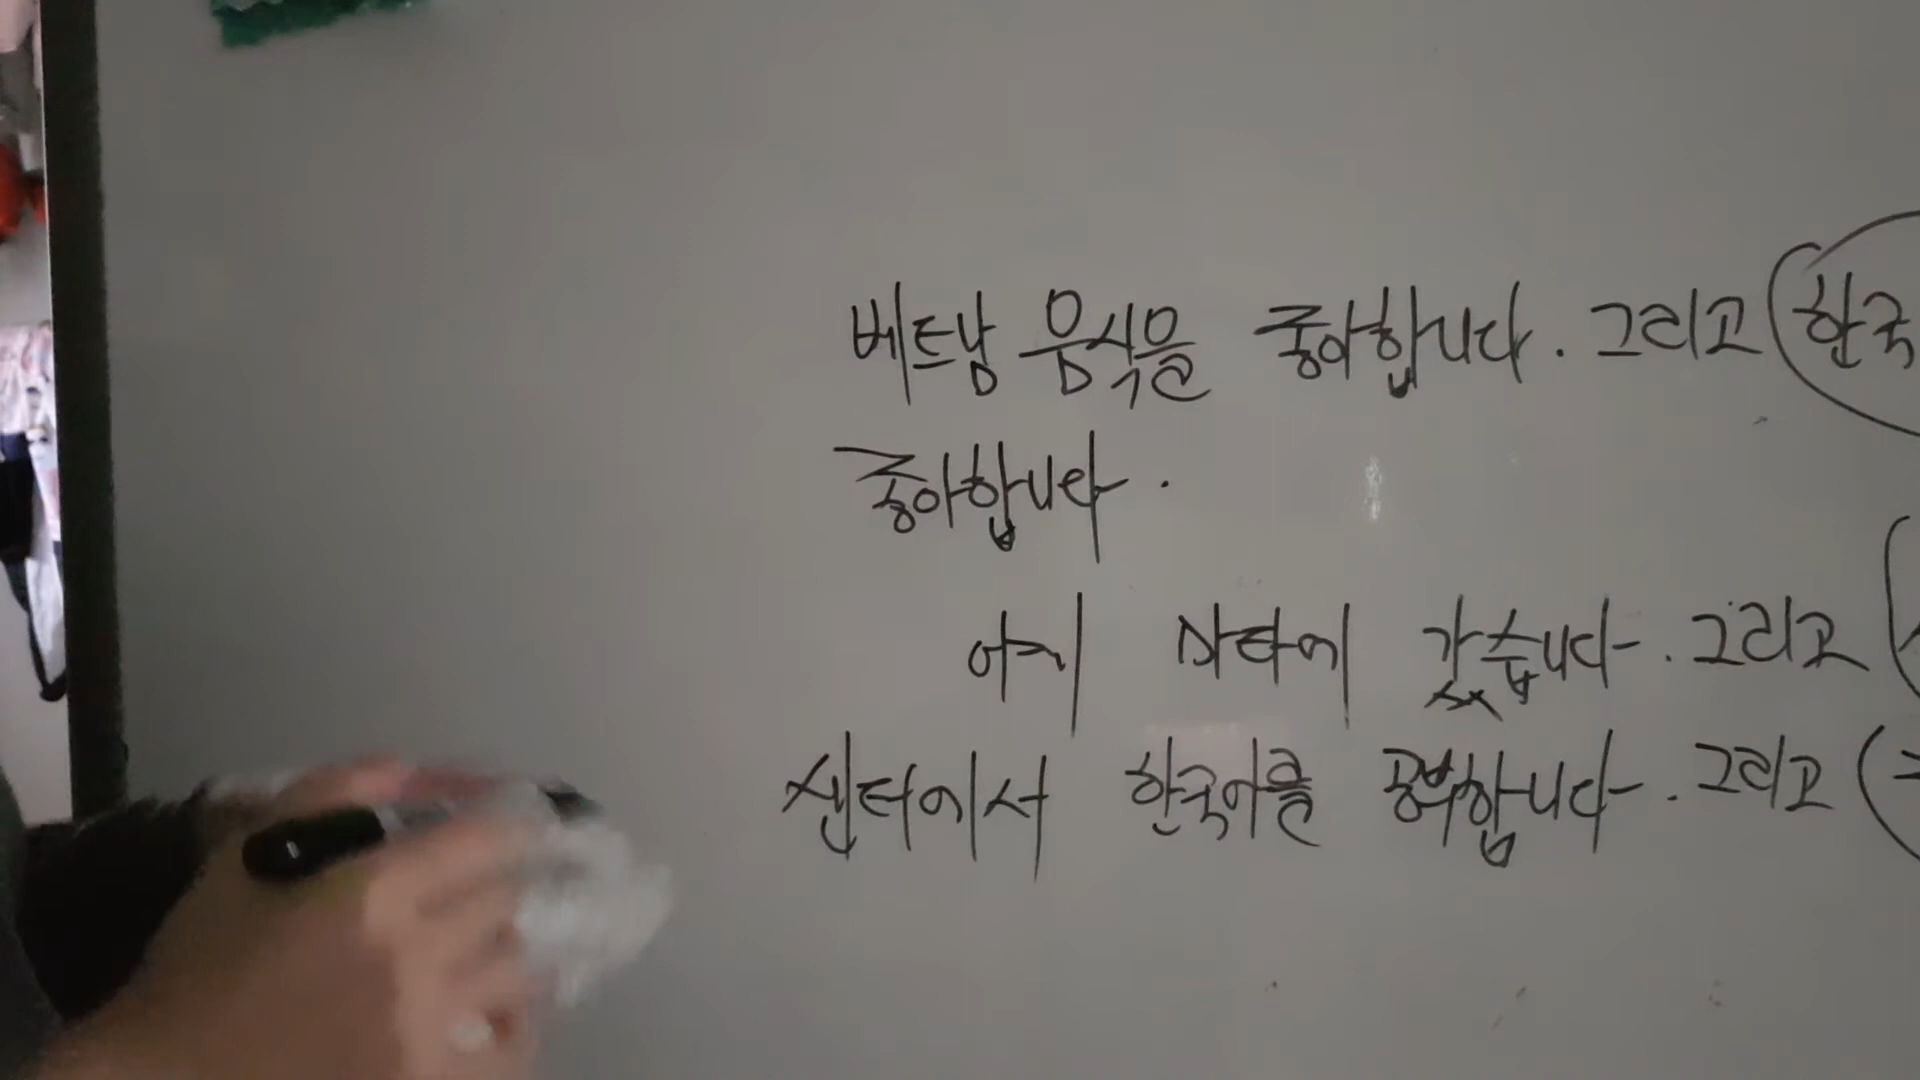 베트남 음식을 좋아합니다. 그리고 (한국
좋아합니다.
어제 바다에 갔습니다. 그리고 (
센터에서 한국어를 공부합니다. 그리고 (